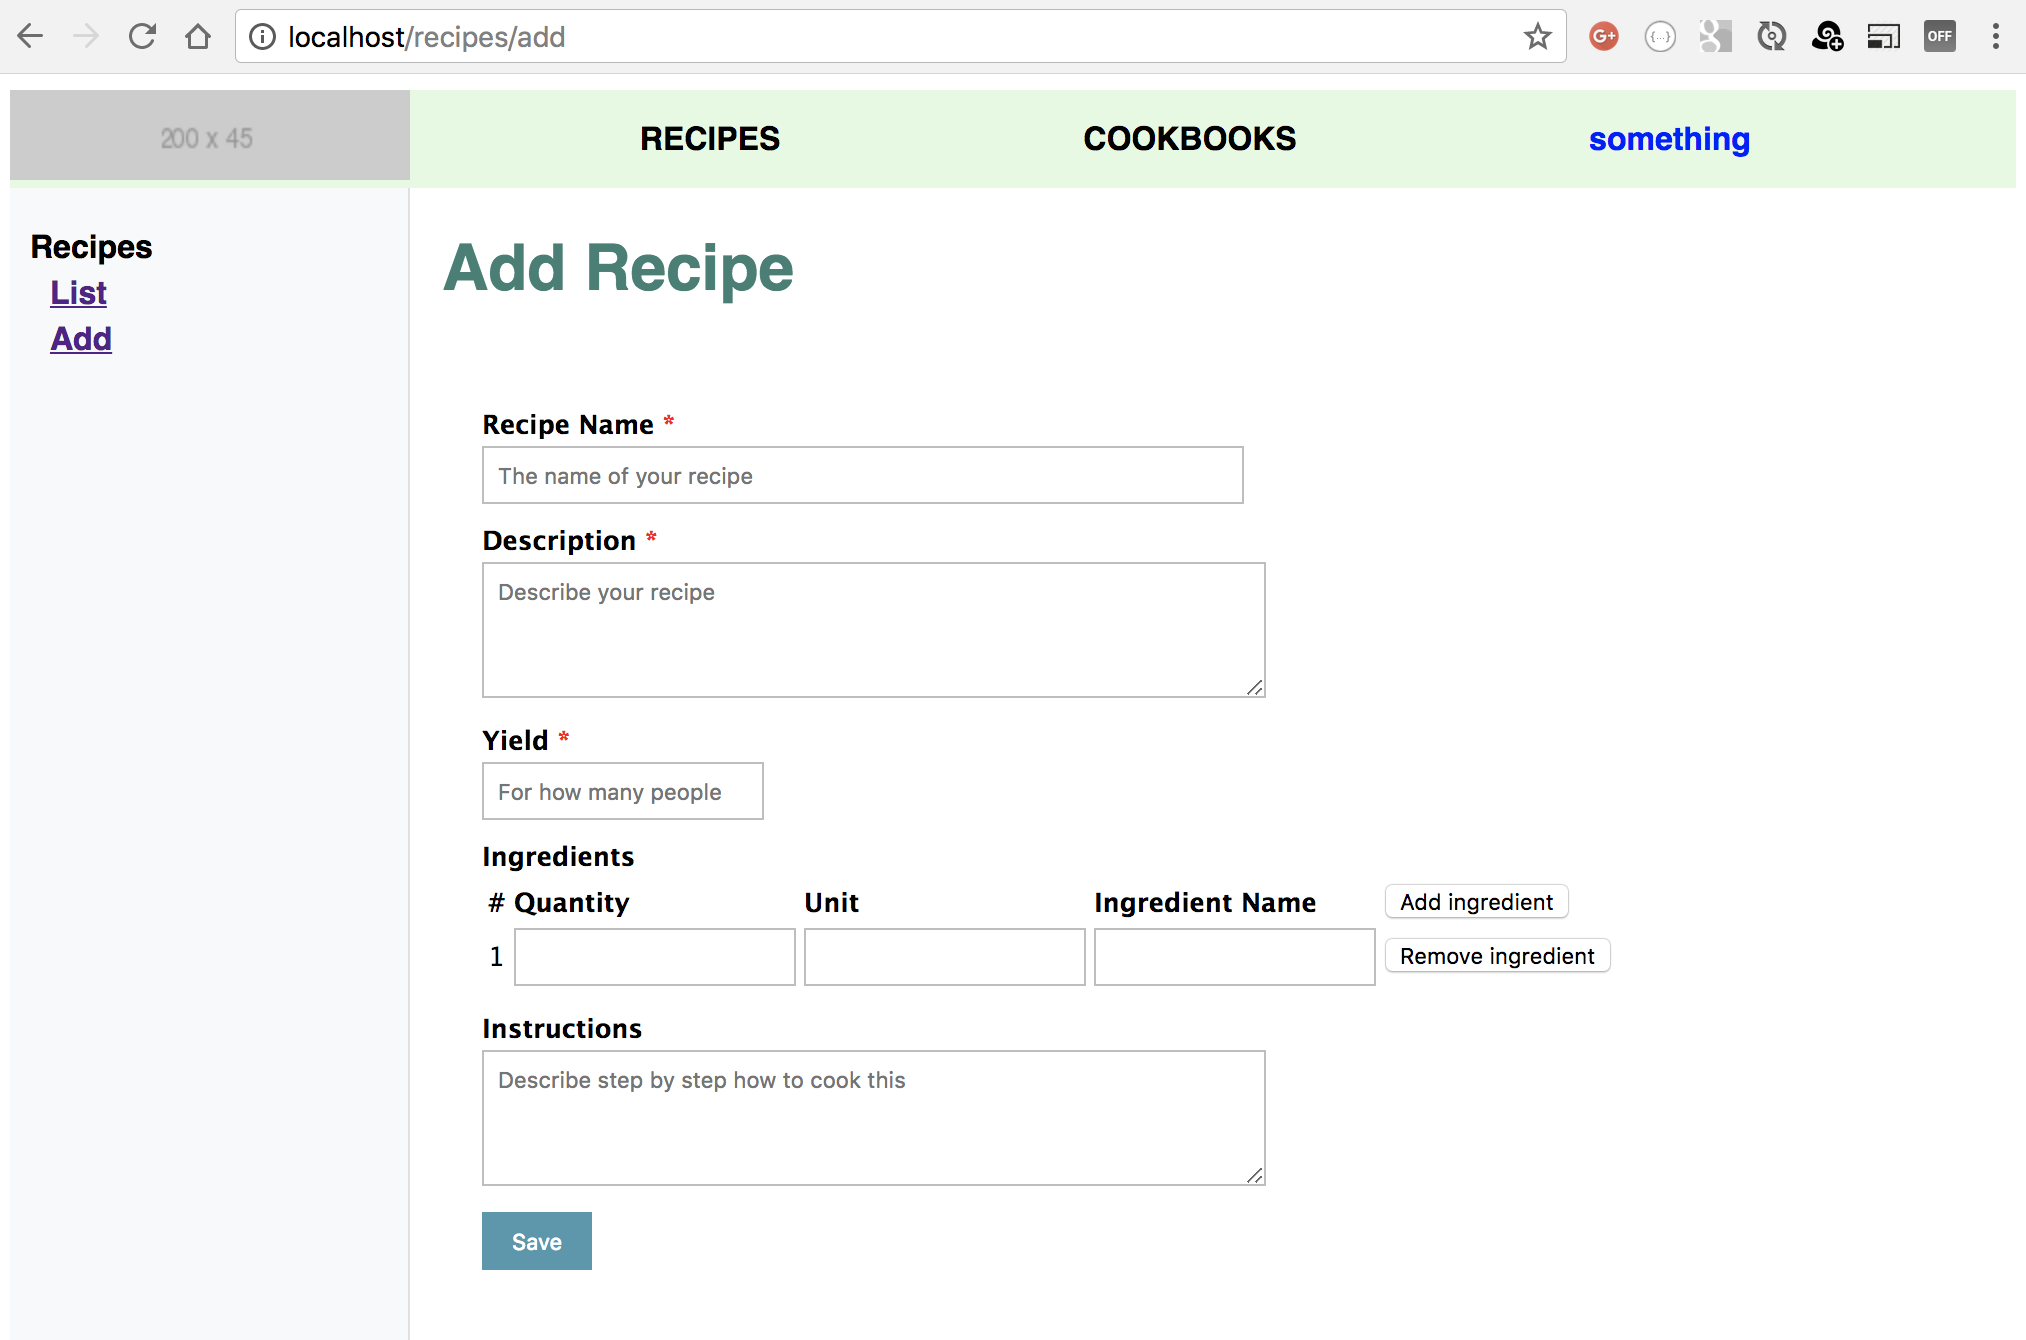 localhost/recipes/add
G+ {...} OFF
200 x 45 RECIPES COOKBOOKS something
Recipes
List
Add
Add Recipe
Recipe Name *
The name of your recipe
Description *
Describe your recipe
Yield *
For how many people
Ingredients
# Quantity Unit Ingredient Name Add ingredient
1 Remove ingredient
Instructions
Describe step by step how to cook this
Save